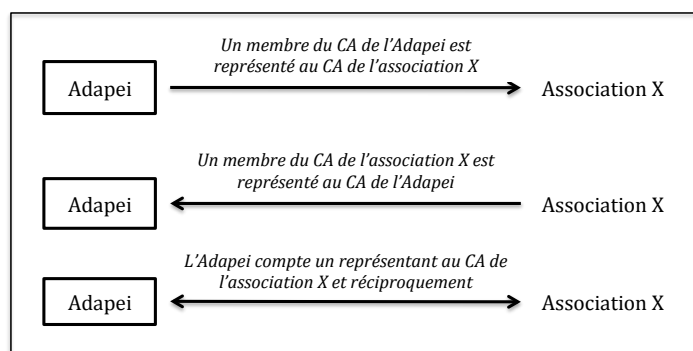 Un membre du CA de l'Adapei est
représenté au CA de l'association X
Adapei
Association X
Un membre du CA de l'association X est
représenté au CA de l'Adapei
Adapei
Association X
L'Adapei compte un représentant au CA de
l'association X et réciproquement
Adapei
Association X